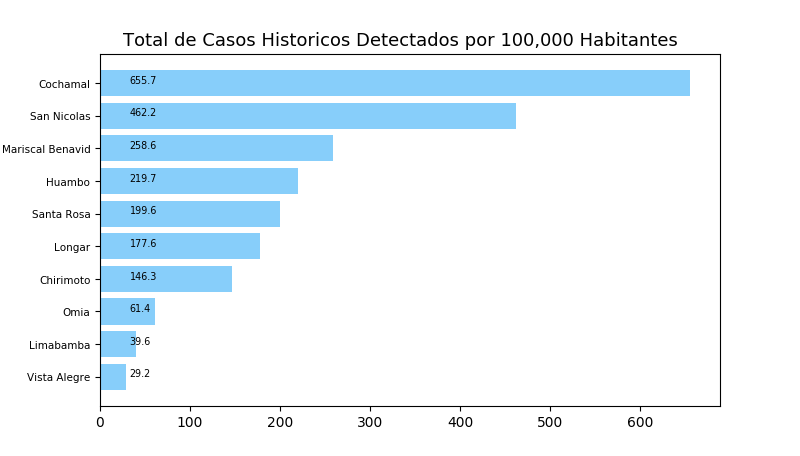 Total de Casos Historicos Detectados por 100,000 Habitantes
Cochamal 655.7
San Nicolas 462.2
Mariscal Benavid 258.6
Huambo 219.7
Santa Rosa 199.6
Longar 177.6
Chirimoto 146.3
Omia 61.4
Limabamba 39.6
Vista Alegre 29.2
0 100 200 300 400 500 600